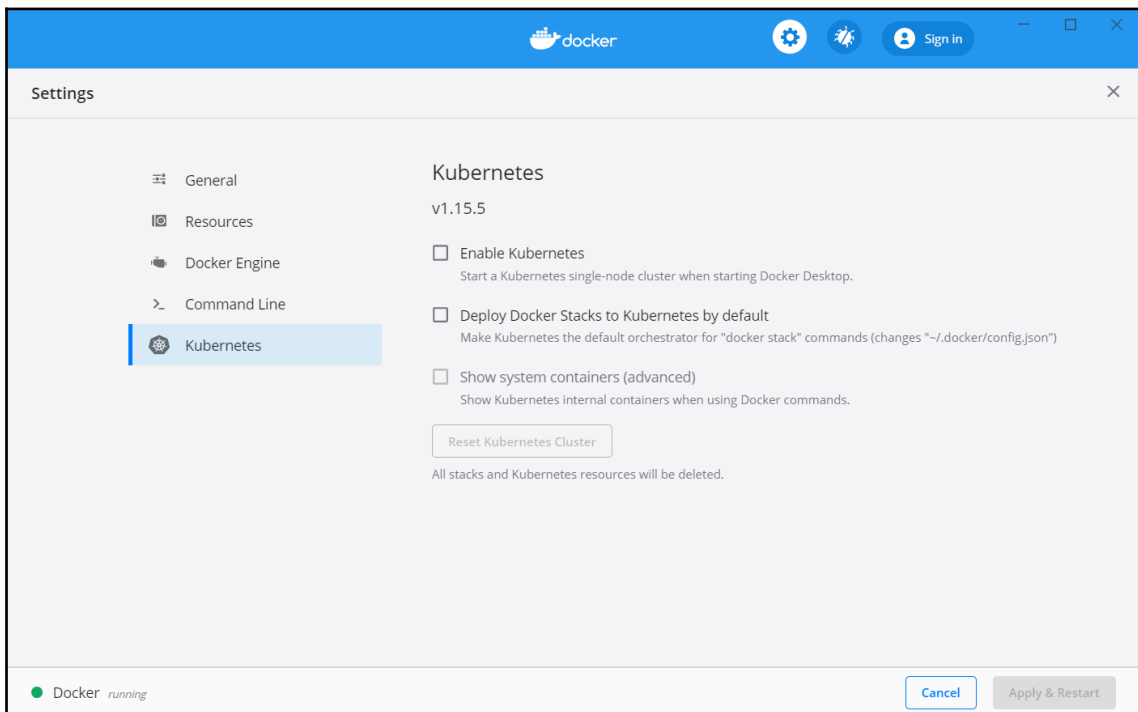 docker
Sign in
Settings
General
Resources
Docker Engine
Command Line
Kubernetes
Kubernetes
v1.15.5
Enable Kubernetes
Start a Kubernetes single-node cluster when starting Docker Desktop.
Deploy Docker Stacks to Kubernetes by default
Make Kubernetes the default orchestrator for "docker stack" commands (changes "~/.docker/config.json")
Show system containers (advanced)
Show Kubernetes internal containers when using Docker commands.
Reset Kubernetes Cluster
All stacks and Kubernetes resources will be deleted.
Docker running
Cancel
Apply & Restart